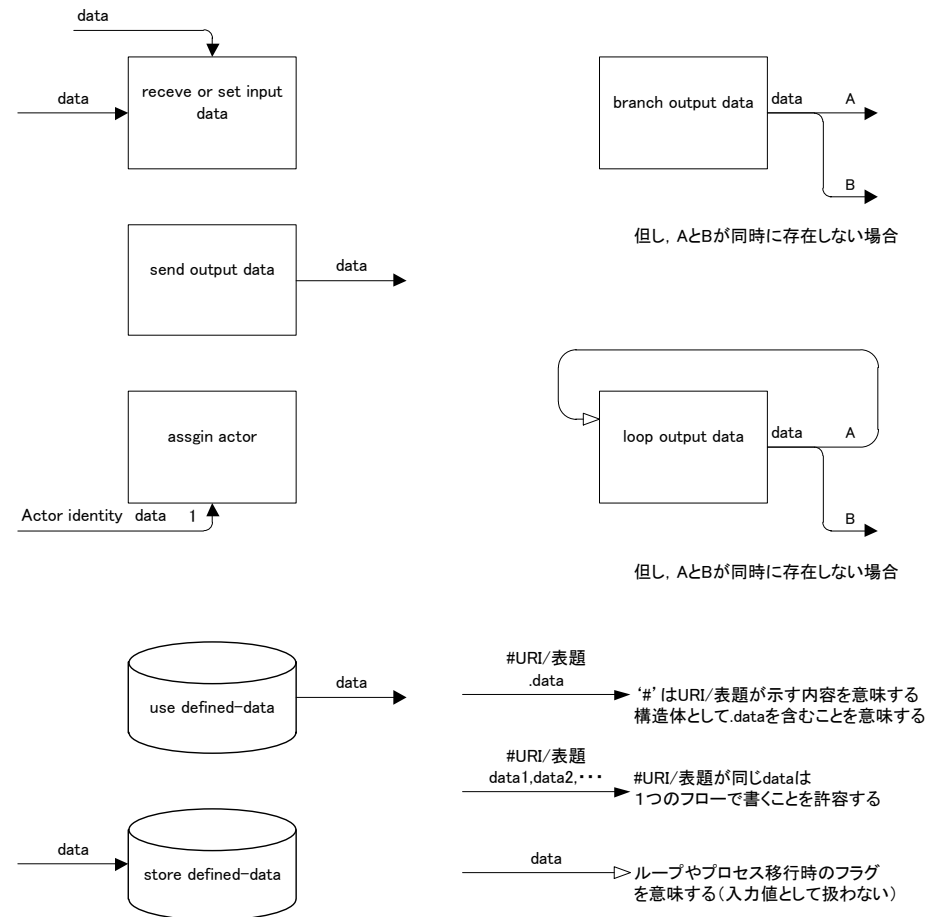 data
data
receve or set input
data
send output data
data
assgin actor
Actor identity data 1
use defined-data
data
data
store defined-data
branch output data
data
A
B
但し, AとBが同時に存在しない場合
loop output data
data
A
B
但し, AとBが同時に存在しない場合
#URI/表題
.data
‘#’はURI/表題が示す内容を意味する
構造体として.dataを含むことを意味する
#URI/表題
data1,data2,・・・
#URI/表題が同じdataは
1つのフローで書くことを許容する
data
ループやプロセス移行時のフラグ
を意味する(入力値として扱わない)